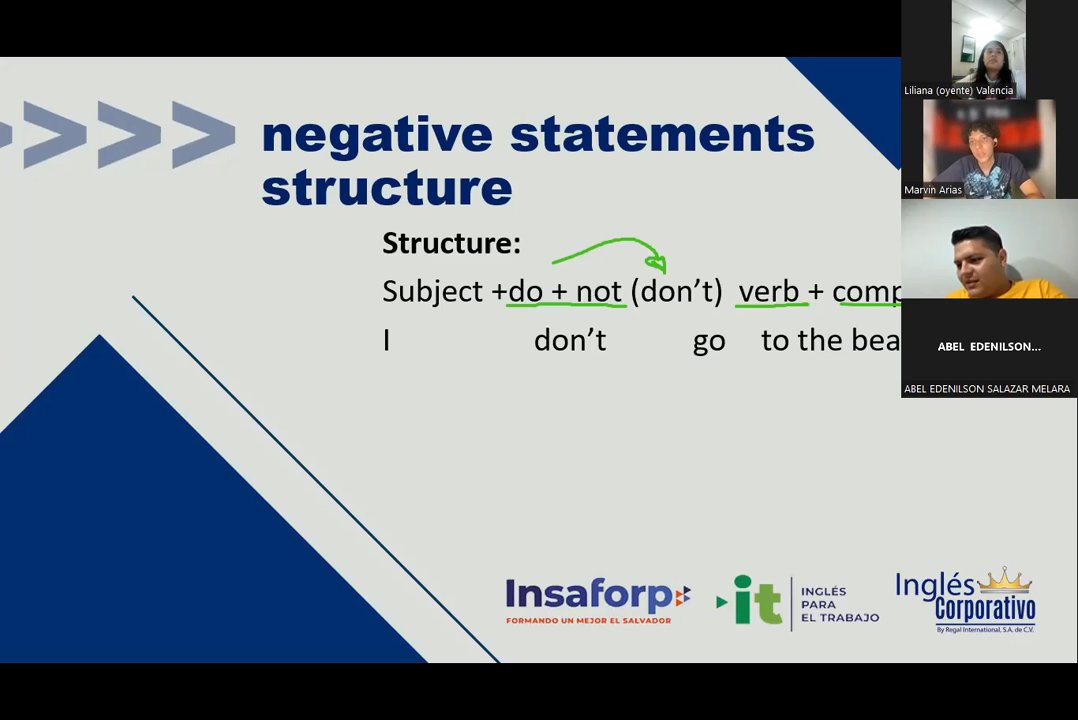 negative statements
structure
Structure:
Subject +do + not (don't) verb + comp
I don't go to the bea
Liliana (oyente) Valencia
Marvin Arias
ABEL EDENILSON...
ABEL EDENILSON SALAZAR MELARA
Insaforp
FORMANDO UN MEJOR EL SALVADOR
it
INGLÉS
PARA
EL TRABAJO
Inglés
Corporativo
By Regal International, S.A. de C.V.